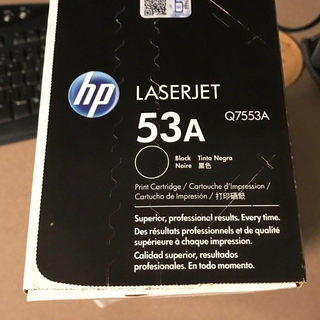 hp
LASERJET
53A
Q7553A
Black Tinta Negra
Noire 黑色
Print Cartridge / Cartouche d'Impression /
Cartucho de Impresión / 打印硒鼓
Superior, professional results. Every time.
Des résultats professionnels et de qualité
supérieure à chaque impression.
Calidad superior, resultados
profesionales. En todo momento.